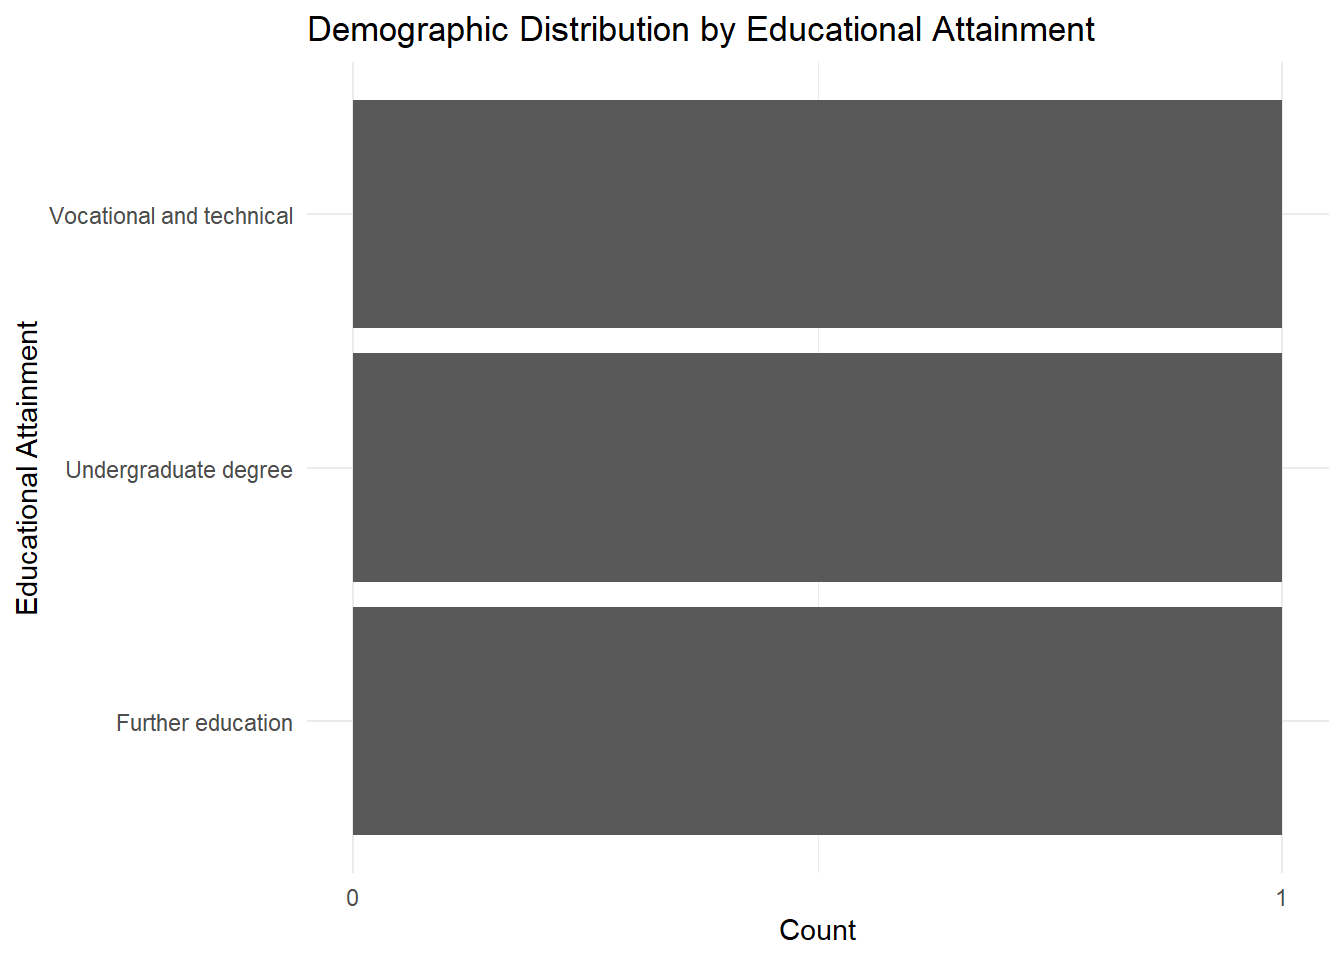 Demographic Distribution by Educational Attainment
Educational Attainment
Vocational and technical
Undergraduate degree
Further education
0 1
Count